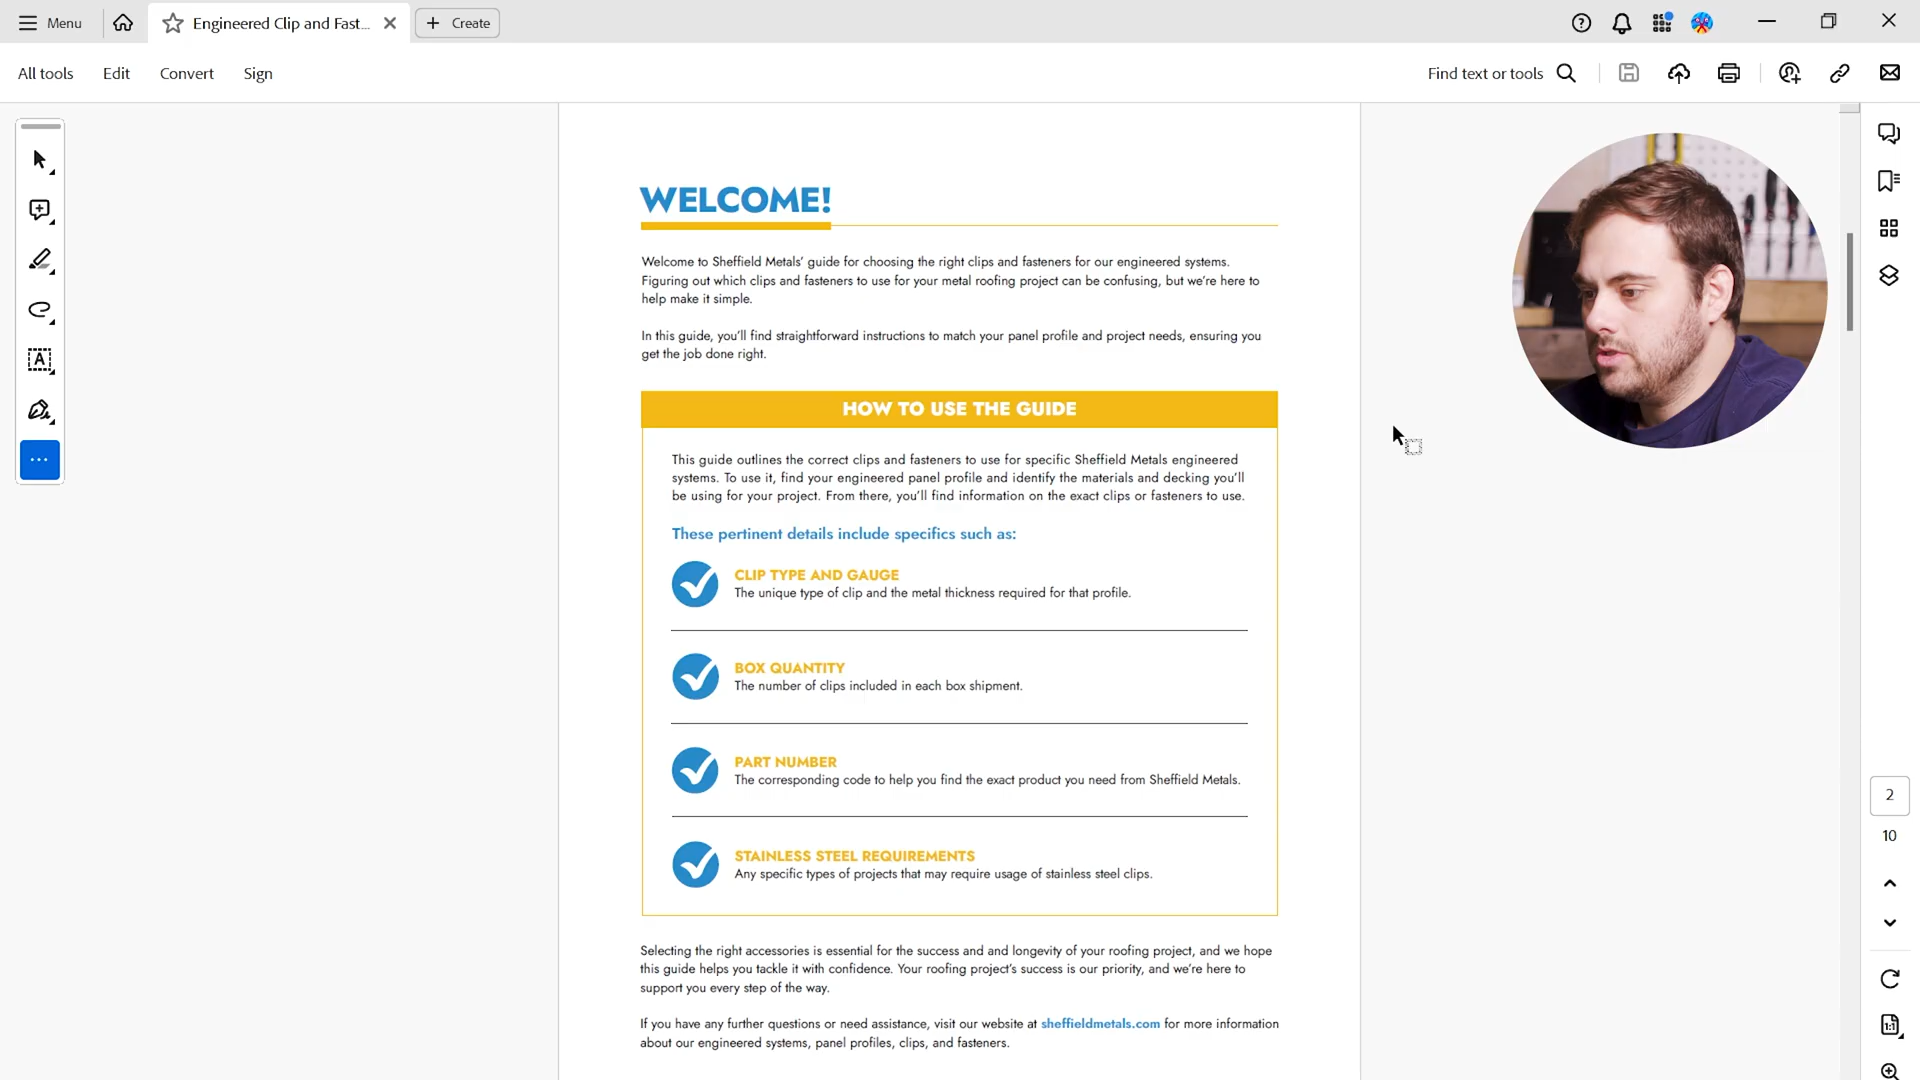 Menu
Engineered Clip and Fast...
Create
All tools
Edit
Convert
Sign
Find text or tools
WELCOME!
Welcome to Sheffield Metals' guide for choosing the right clips and fasteners for our engineered systems.
Figuring out which clips and fasteners to use for your metal roofing project can be confusing, but we're here to
help make it simple.
In this guide, you'll find straightforward instructions to match your panel profile and project needs, ensuring you
get the job done right.
HOW TO USE THE GUIDE
This guide outlines the correct clips and fasteners to use for specific Sheffield Metals engineered
systems. To use it, find your engineered panel profile and identify the materials and decking you'll
be using for your project. From there, you'll find information on the exact clips or fasteners to use.
These pertinent details include specifics such as:
CLIP TYPE AND GAUGE
The unique type of clip and the metal thickness required for that profile.
BOX QUANTITY
The number of clips included in each box shipment.
PART NUMBER
The corresponding code to help you find the exact product you need from Sheffield Metals.
STAINLESS STEEL REQUIREMENTS
Any specific types of projects that may require usage of stainless steel clips.
Selecting the right accessories is essential for the success and and longevity of your roofing project, and we hope
this guide helps you tackle it with confidence. Your roofing project's success is our priority, and we're here to
support you every step of the way.
If you have any further questions or need assistance, visit our website at sheffieldmetals.com for more information
about our engineered systems, panel profiles, clips, and fasteners.
2
10